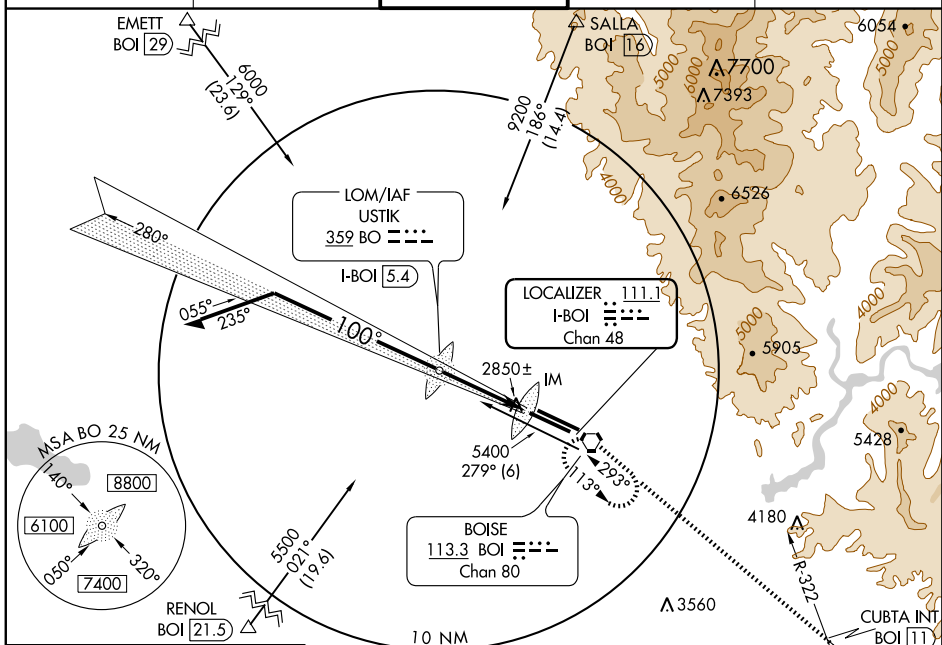 EMETT
BOI 29
SALLA
BOI 16
6054
5000
5000
6000
7700
7393
6000
129°
(23.6)
9200
186°
(14.4)
4000
6526
LOM/IAF
USTIK
359 BO
I-BOI 5.4
280°
055°
235°
100°
LOCALIZER 111.1
I-BOI
Chan 48
5000
4000
5905
2850±
IM
4000
5428
5400
279° (6)
293°
113°
MSA BO 25 NM
140°
8800
6100
050°
320°
7400
BOISE
113.3 BOI
Chan 80
4180
5500
021°
(19.6)
R-322
RENOL
BOI 21.5
3560
CUBTA INT
BOI 11
10 NM